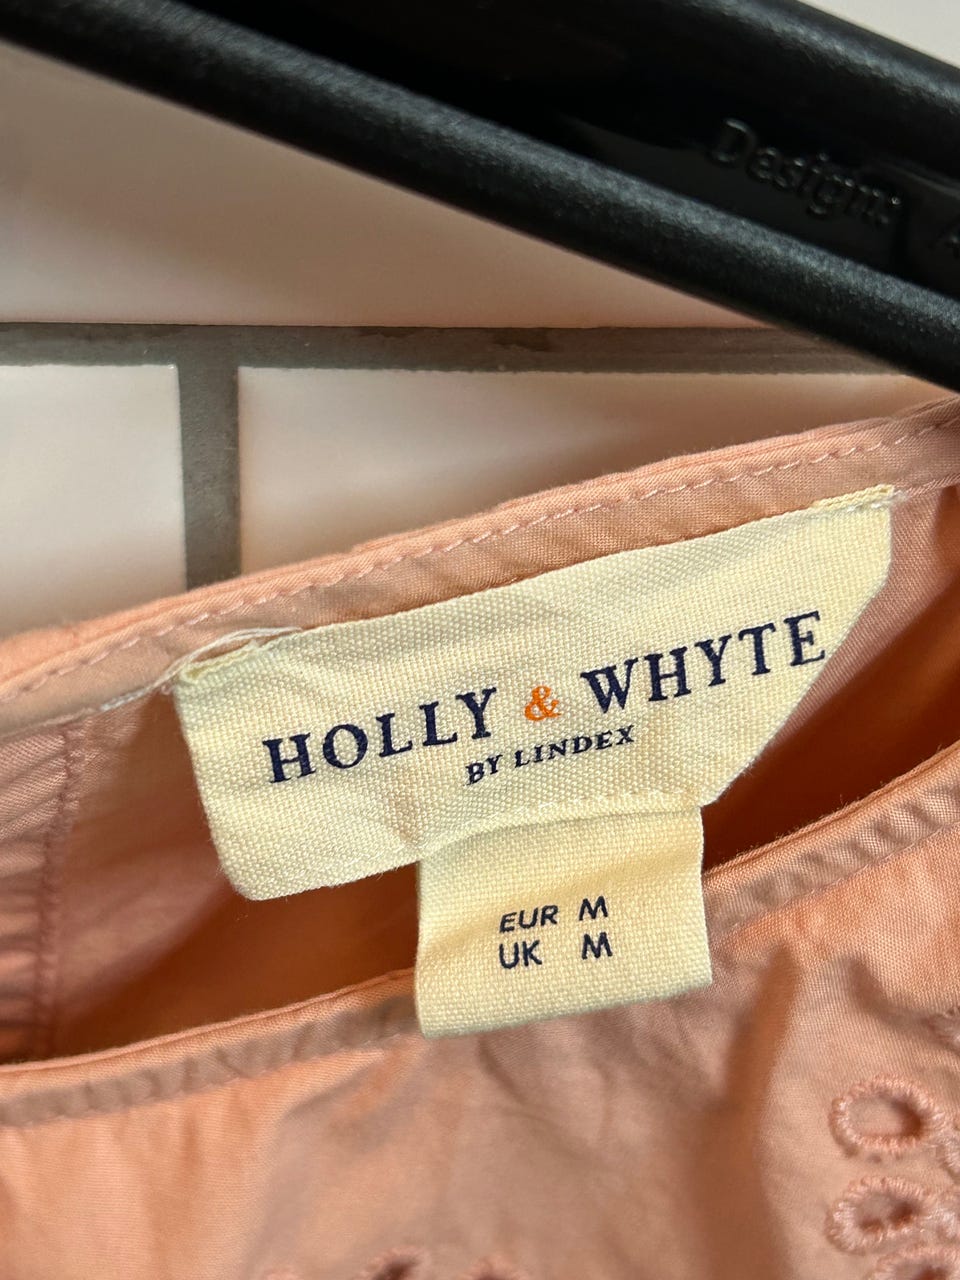 Design:
HOLLY & WHYTE
BY LINDEX
EUR M
UK M